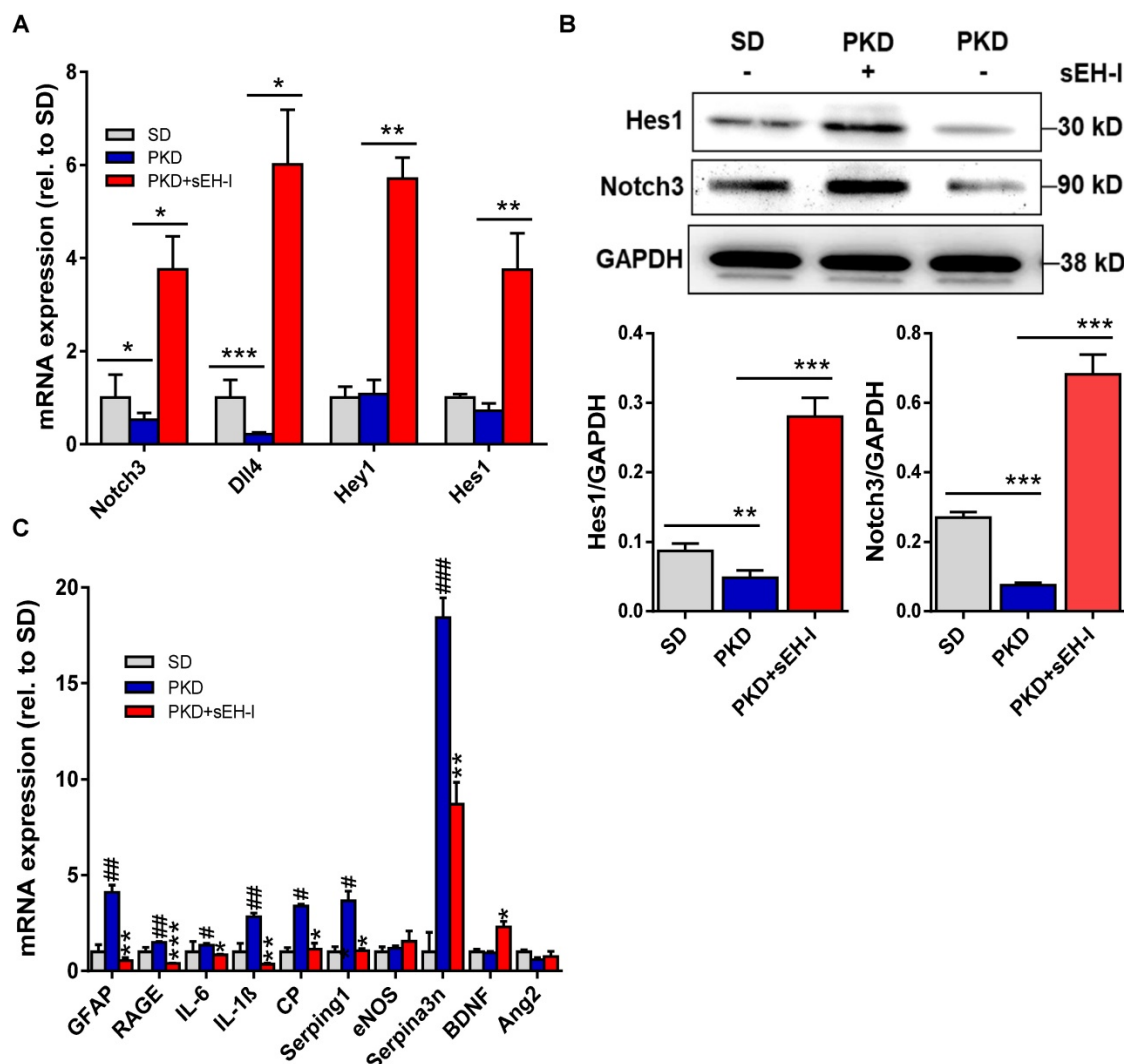 A
mRNA expression (rel. to SD)
8
6
4
2
0
SD
PKD
PKD+sEH-I
*
*
*
***
**
**
Notch3
Dll4
Hey1
Hes1
B
SD PKD PKD
- + - sEH-I
Hes1 30 kD
Notch3 90 kD
GAPDH 38 kD
Hes1/GAPDH
0.4
0.3
0.2
0.1
0.0
**
***
SD
PKD
PKD+sEH-I
Notch3/GAPDH
0.8
0.6
0.4
0.2
0.0
***
***
SD
PKD
PKD+sEH-I
C
mRNA expression (rel. to SD)
20
15
10
5
0
SD
PKD
PKD+sEH-I
##
***
##
***
#
*
##
**
#
*
#
*
###
**
*
GFAP
RAGE
IL-6
IL-1ß
CP
Serping1
eNOS
Serpina3n
BDNF
Ang2